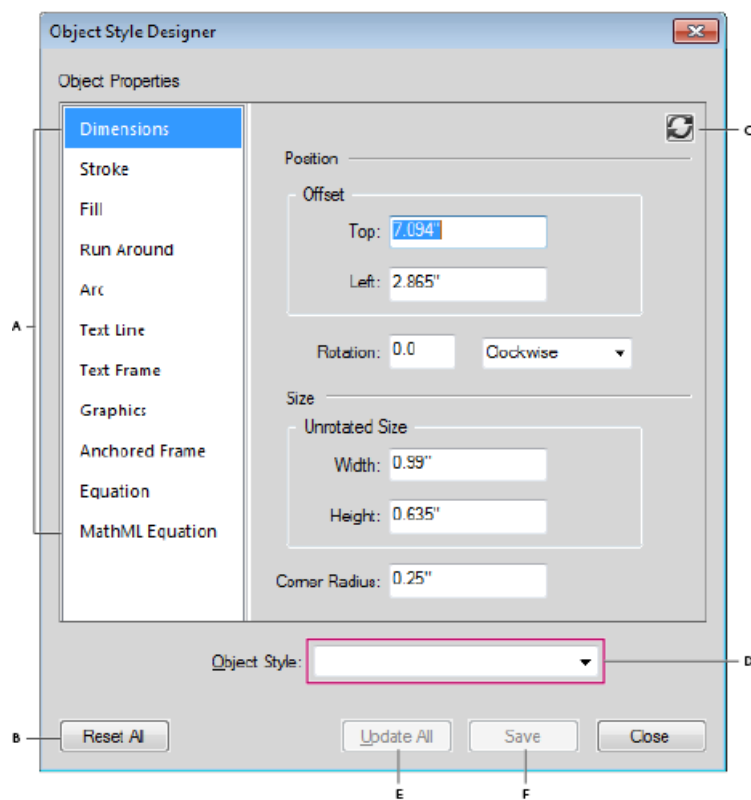 Object Style Designer
Object Properties
Dimensions
Stroke
Fill
Run Around
Arc
Text Line
Text Frame
Graphics
Anchored Frame
Equation
MathML Equation
Position
Offset
Top: 7.094"
Left: 2.865"
Rotation: 0.0 Clockwise
Size
Unrotated Size
Width: 0.99"
Height: 0.635"
Corner Radius: 0.25"
Object Style:
Reset All Update All Save Close
A
B
C
D
E
F